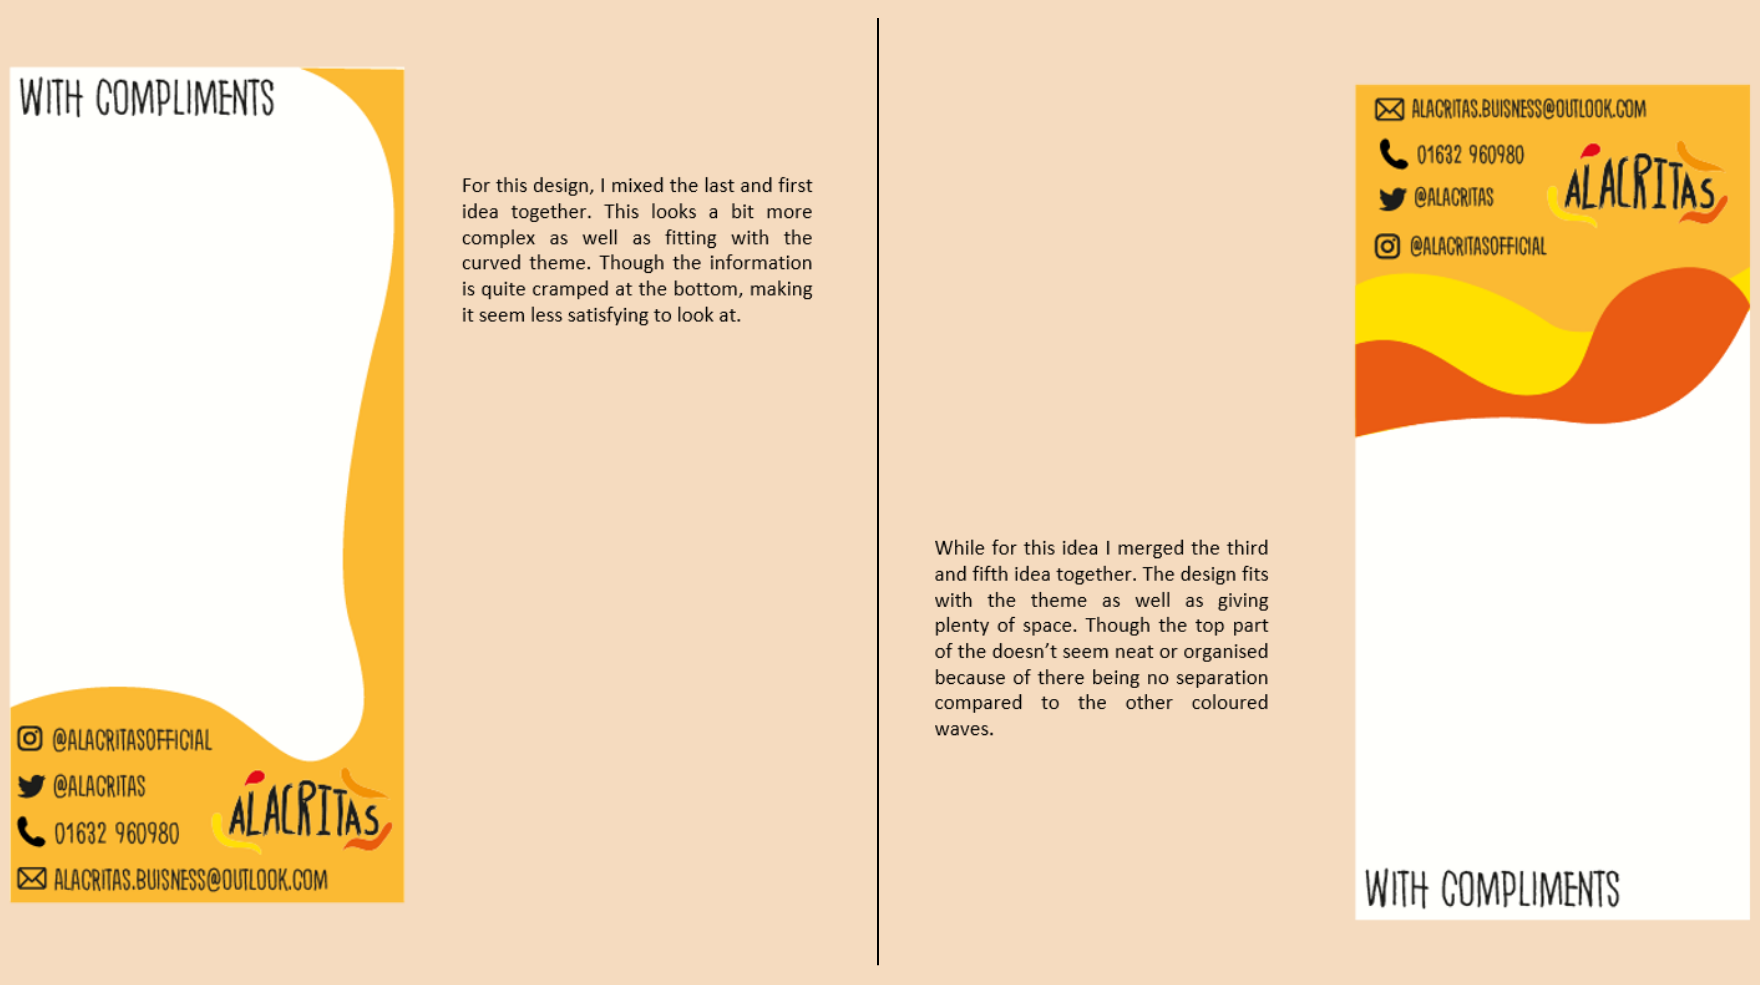 WITH COMPLIMENTS
@ALACRITASOFFICIAL
@ALACRITAS
01632 960980
ALACRITAS.BUISNESS@OUTLOOK.COM
ALACRITAS
For this design, I mixed the last and first
idea together. This looks a bit more
complex as well as fitting with the
curved theme. Though the information
is quite cramped at the bottom, making
it seem less satisfying to look at.
While for this idea I merged the third
and fifth idea together. The design fits
with the theme as well as giving
plenty of space. Though the top part
of the doesn't seem neat or organised
because of there being no separation
compared to the other coloured
waves.
ALACRITAS.BUISNESS@OUTLOOK.COM
01632 960980
@ALACRITAS
@ALACRITASOFFICIAL
ALACRITAS
WITH COMPLIMENTS